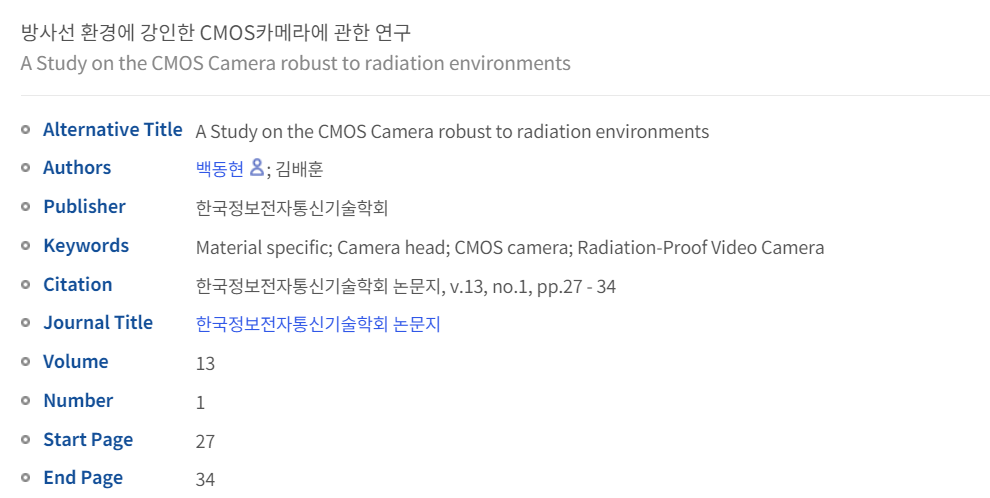 방사선 환경에 강인한 CMOS카메라에 관한 연구
A Study on the CMOS Camera robust to radiation environments
Alternative Title A Study on the CMOS Camera robust to radiation environments
Authors 백동현 ; 김배훈
Publisher 한국정보전자통신기술학회
Keywords Material specific; Camera head; CMOS camera; Radiation-Proof Video Camera
Citation 한국정보전자통신기술학회 논문지, v.13, no.1, pp.27 - 34
Journal Title 한국정보전자통신기술학회 논문지
Volume 13
Number 1
Start Page 27
End Page 34